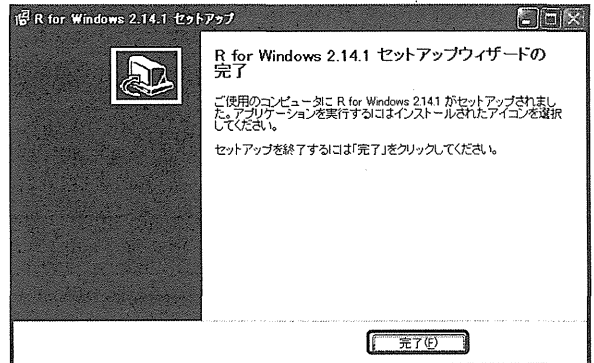 R for Windows 2.14.1 セットアップ
R for Windows 2.14.1 セットアップウィザードの
完了
ご使用のコンピュータに R for Windows 2.14.1 がセットアップされまし
た。アプリケーションを実行するにはインストールされたアイコンを選択
してください。
セットアップを終了するには「完了」をクリックしてください。
完了(F)